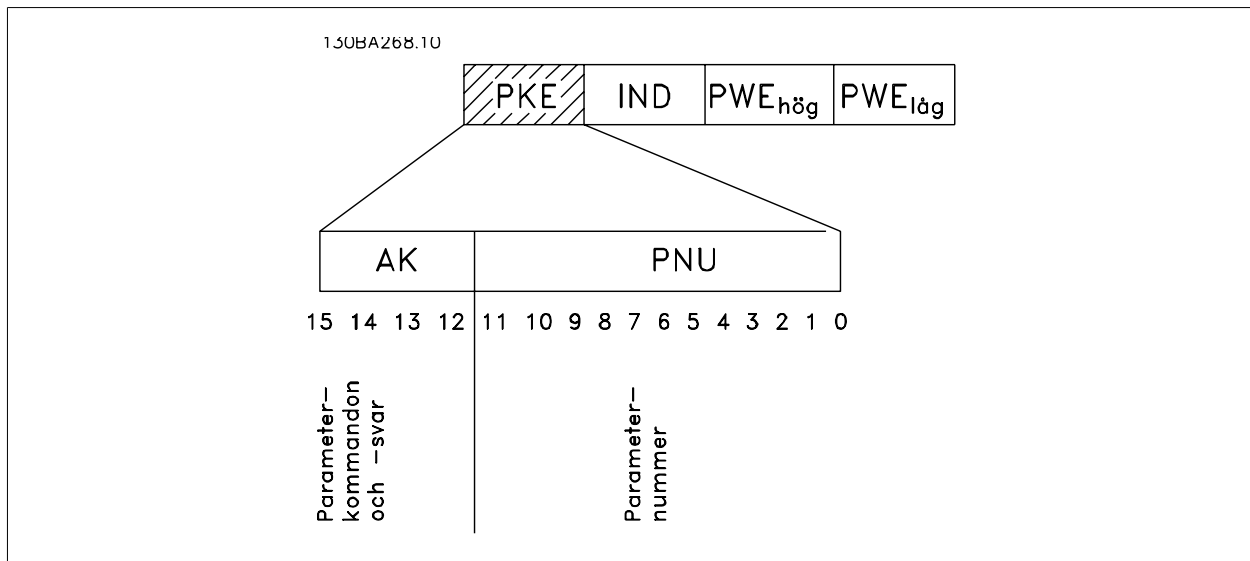 130BA268.10
PKE IND PWEhög PWElåg
AK PNU
15 14 13 12 11 10 9 8 7 6 5 4 3 2 1 0
Parameter-
kommandon
och -svar
Parameter-
nummer